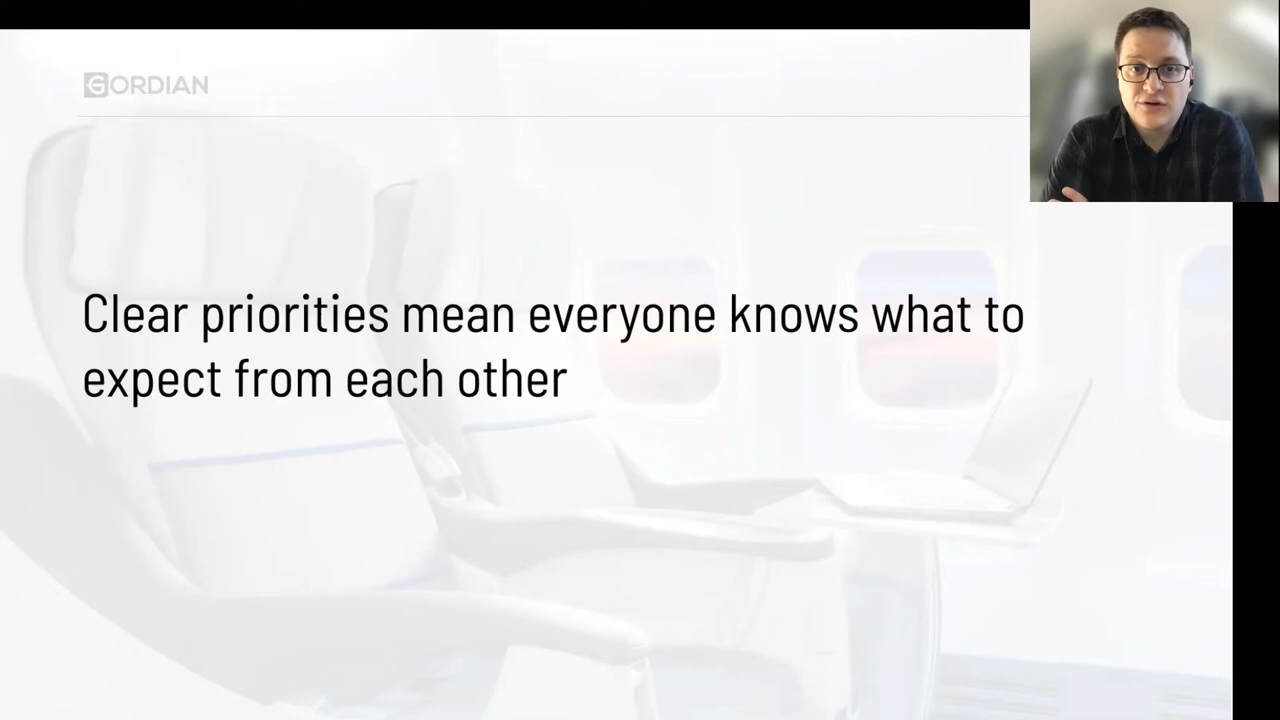 GORDIAN
Clear priorities mean everyone knows what to
expect from each other